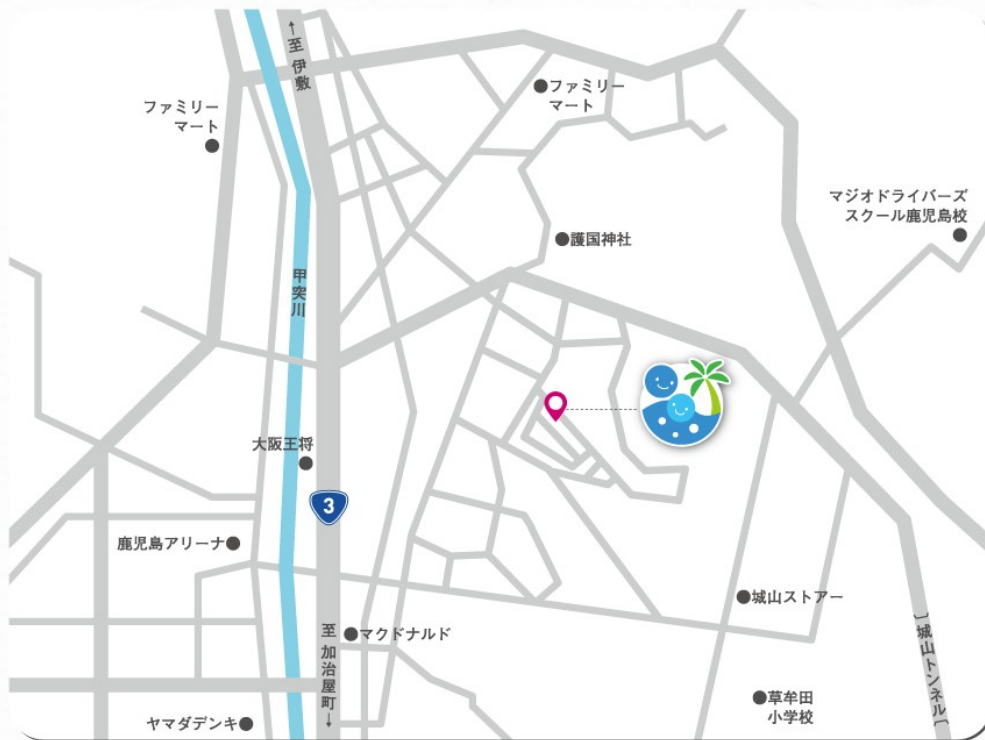 ←至 伊敷
ファミリー
マート
ファミリー
マート
マジオドライバーズ
スクール鹿児島校
護国神社
甲突川
大阪王将
3
鹿児島アリーナ
城山ストアー
マクドナルド
至 加治屋町→
城山トンネル
草牟田
小学校
ヤマダデンキ